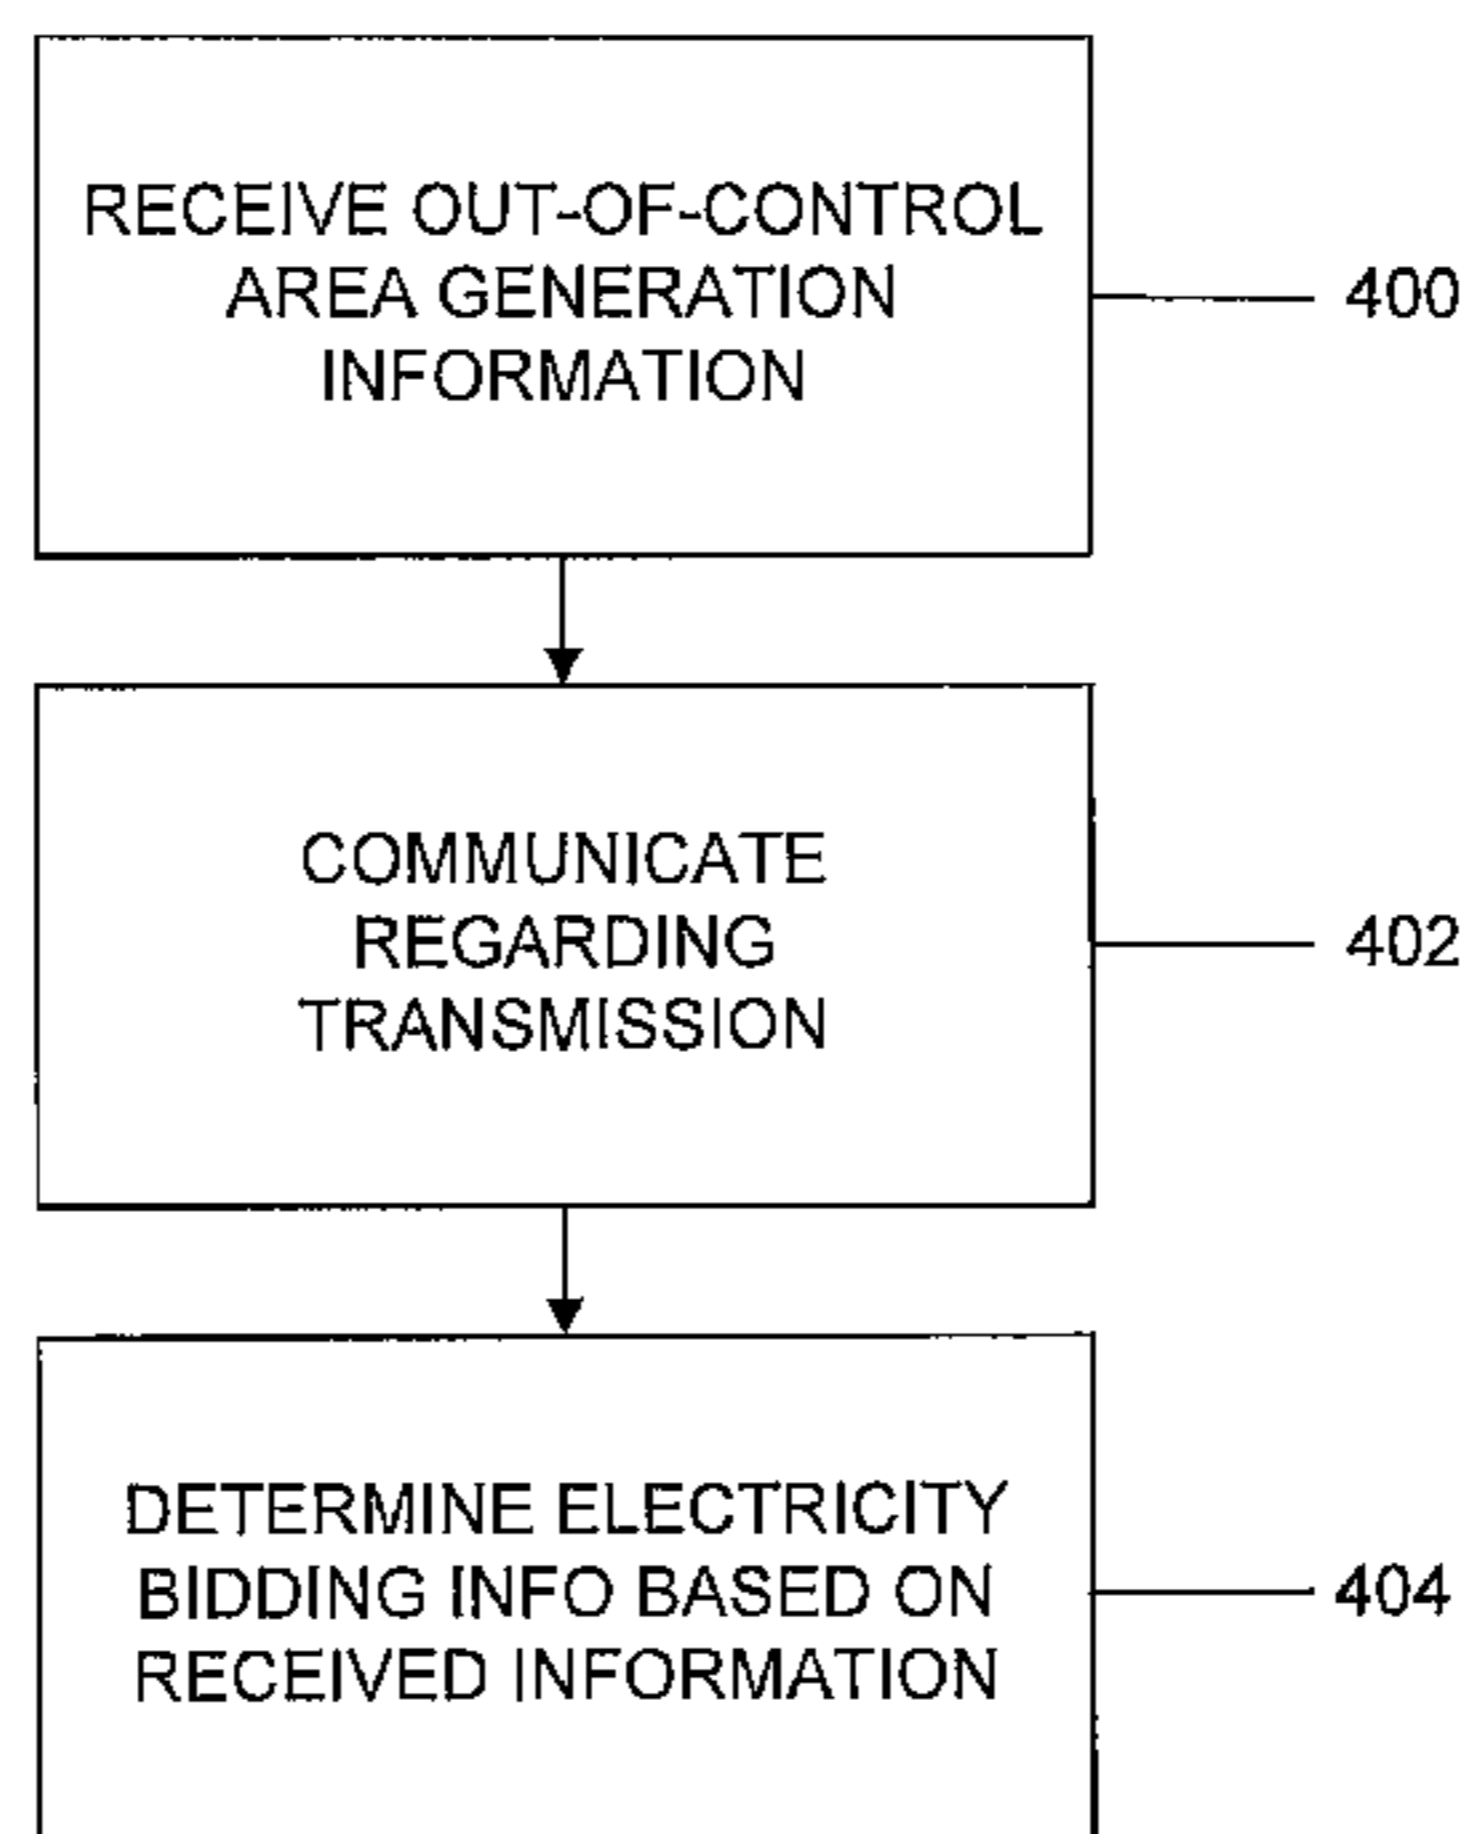 RECEIVE OUT-OF-CONTROL
AREA GENERATION
INFORMATION
400
COMMUNICATE
REGARDING
TRANSMISSION
402
DETERMINE ELECTRICITY
BIDDING INFO BASED ON
RECEIVED INFORMATION
404